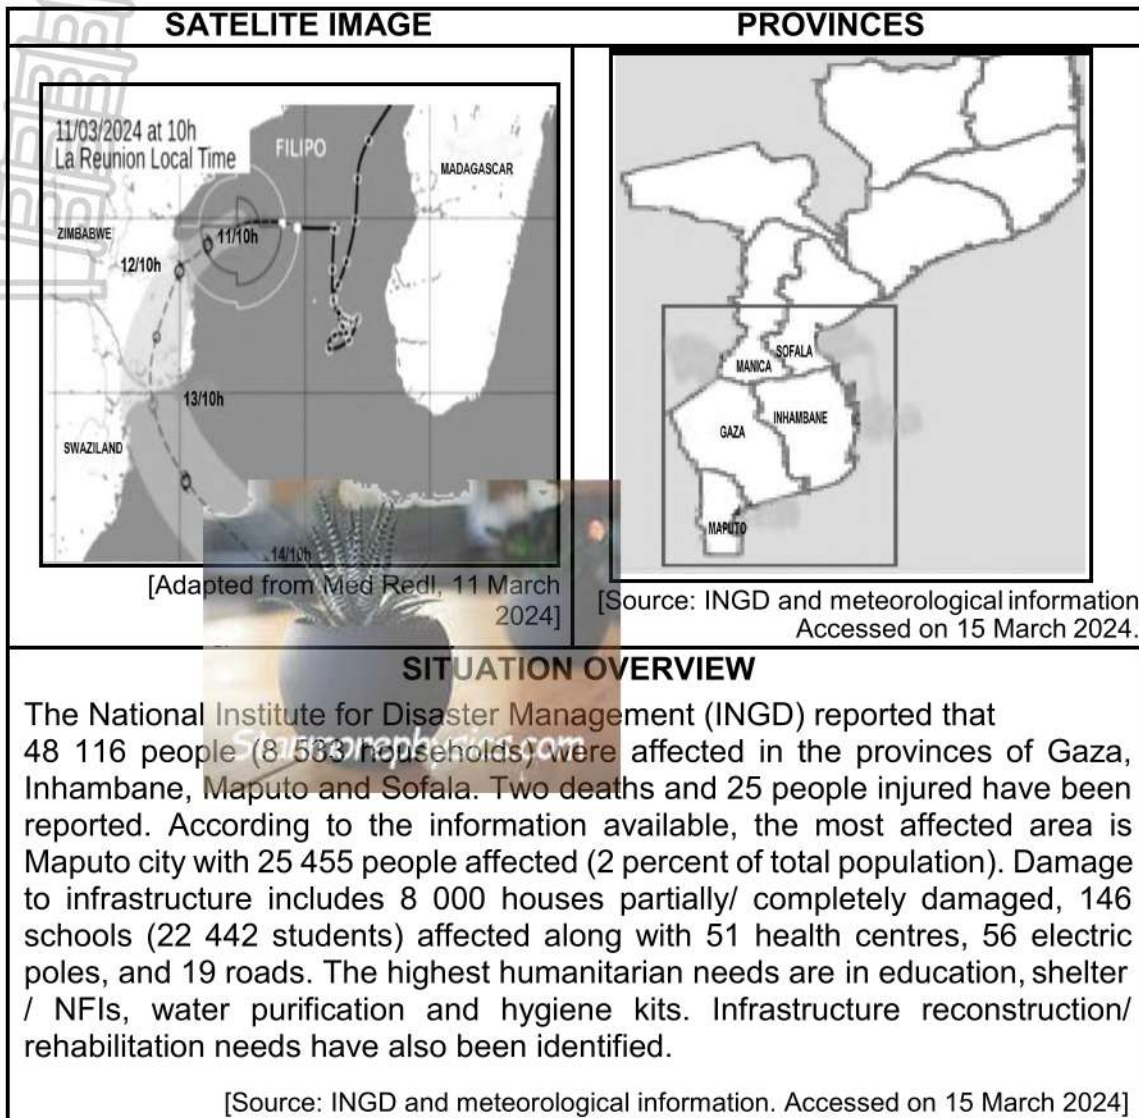 SATELITE IMAGE
PROVINCES
11/03/2024 at 10h
La Reunion Local Time
FILIPO
MADAGASCAR
ZIMBABWE
11/10h
12/10h
13/10h
SWAZILAND
14/10h
[Adapted from Med Redl, 11 March
2024]
MANICA
SOFALA
GAZA
INHAMBANE
MAPUTO
[Source: INGD and meteorological information
Accessed on 15 March 2024.
SITUATION OVERVIEW
The National Institute for Disaster Management (INGD) reported that
48 116 people (8 533 households) were affected in the provinces of Gaza,
Inhambane, Maputo and Sofala. Two deaths and 25 people injured have been
reported. According to the information available, the most affected area is
Maputo city with 25 455 people affected (2 percent of total population). Damage
to infrastructure includes 8 000 houses partially/ completely damaged, 146
schools (22 442 students) affected along with 51 health centres, 56 electric
poles, and 19 roads. The highest humanitarian needs are in education, shelter
/ NFIs, water purification and hygiene kits. Infrastructure reconstruction/
rehabilitation needs have also been identified.
[Source: INGD and meteorological information. Accessed on 15 March 2024]